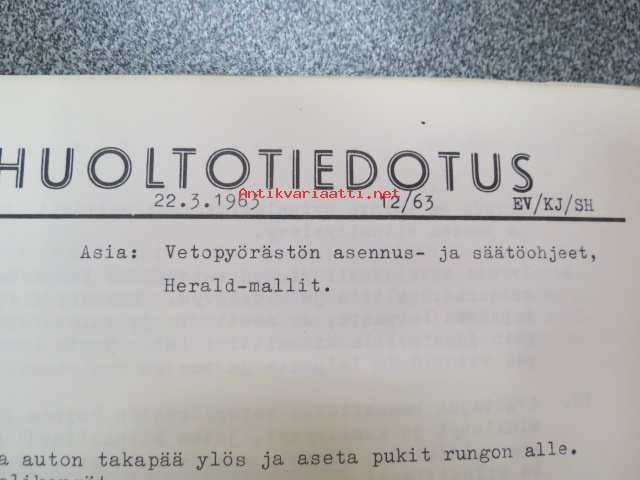 HUOLTOTIEDOTUS
Antikvariaatti.net
22.3.1963 12/63 EV/KJ/SH
Asia: Vetopyörästön asennus- ja säätöohjeet,
Herald-mallit.
auton takapää ylös ja aseta pukit rungon alle.